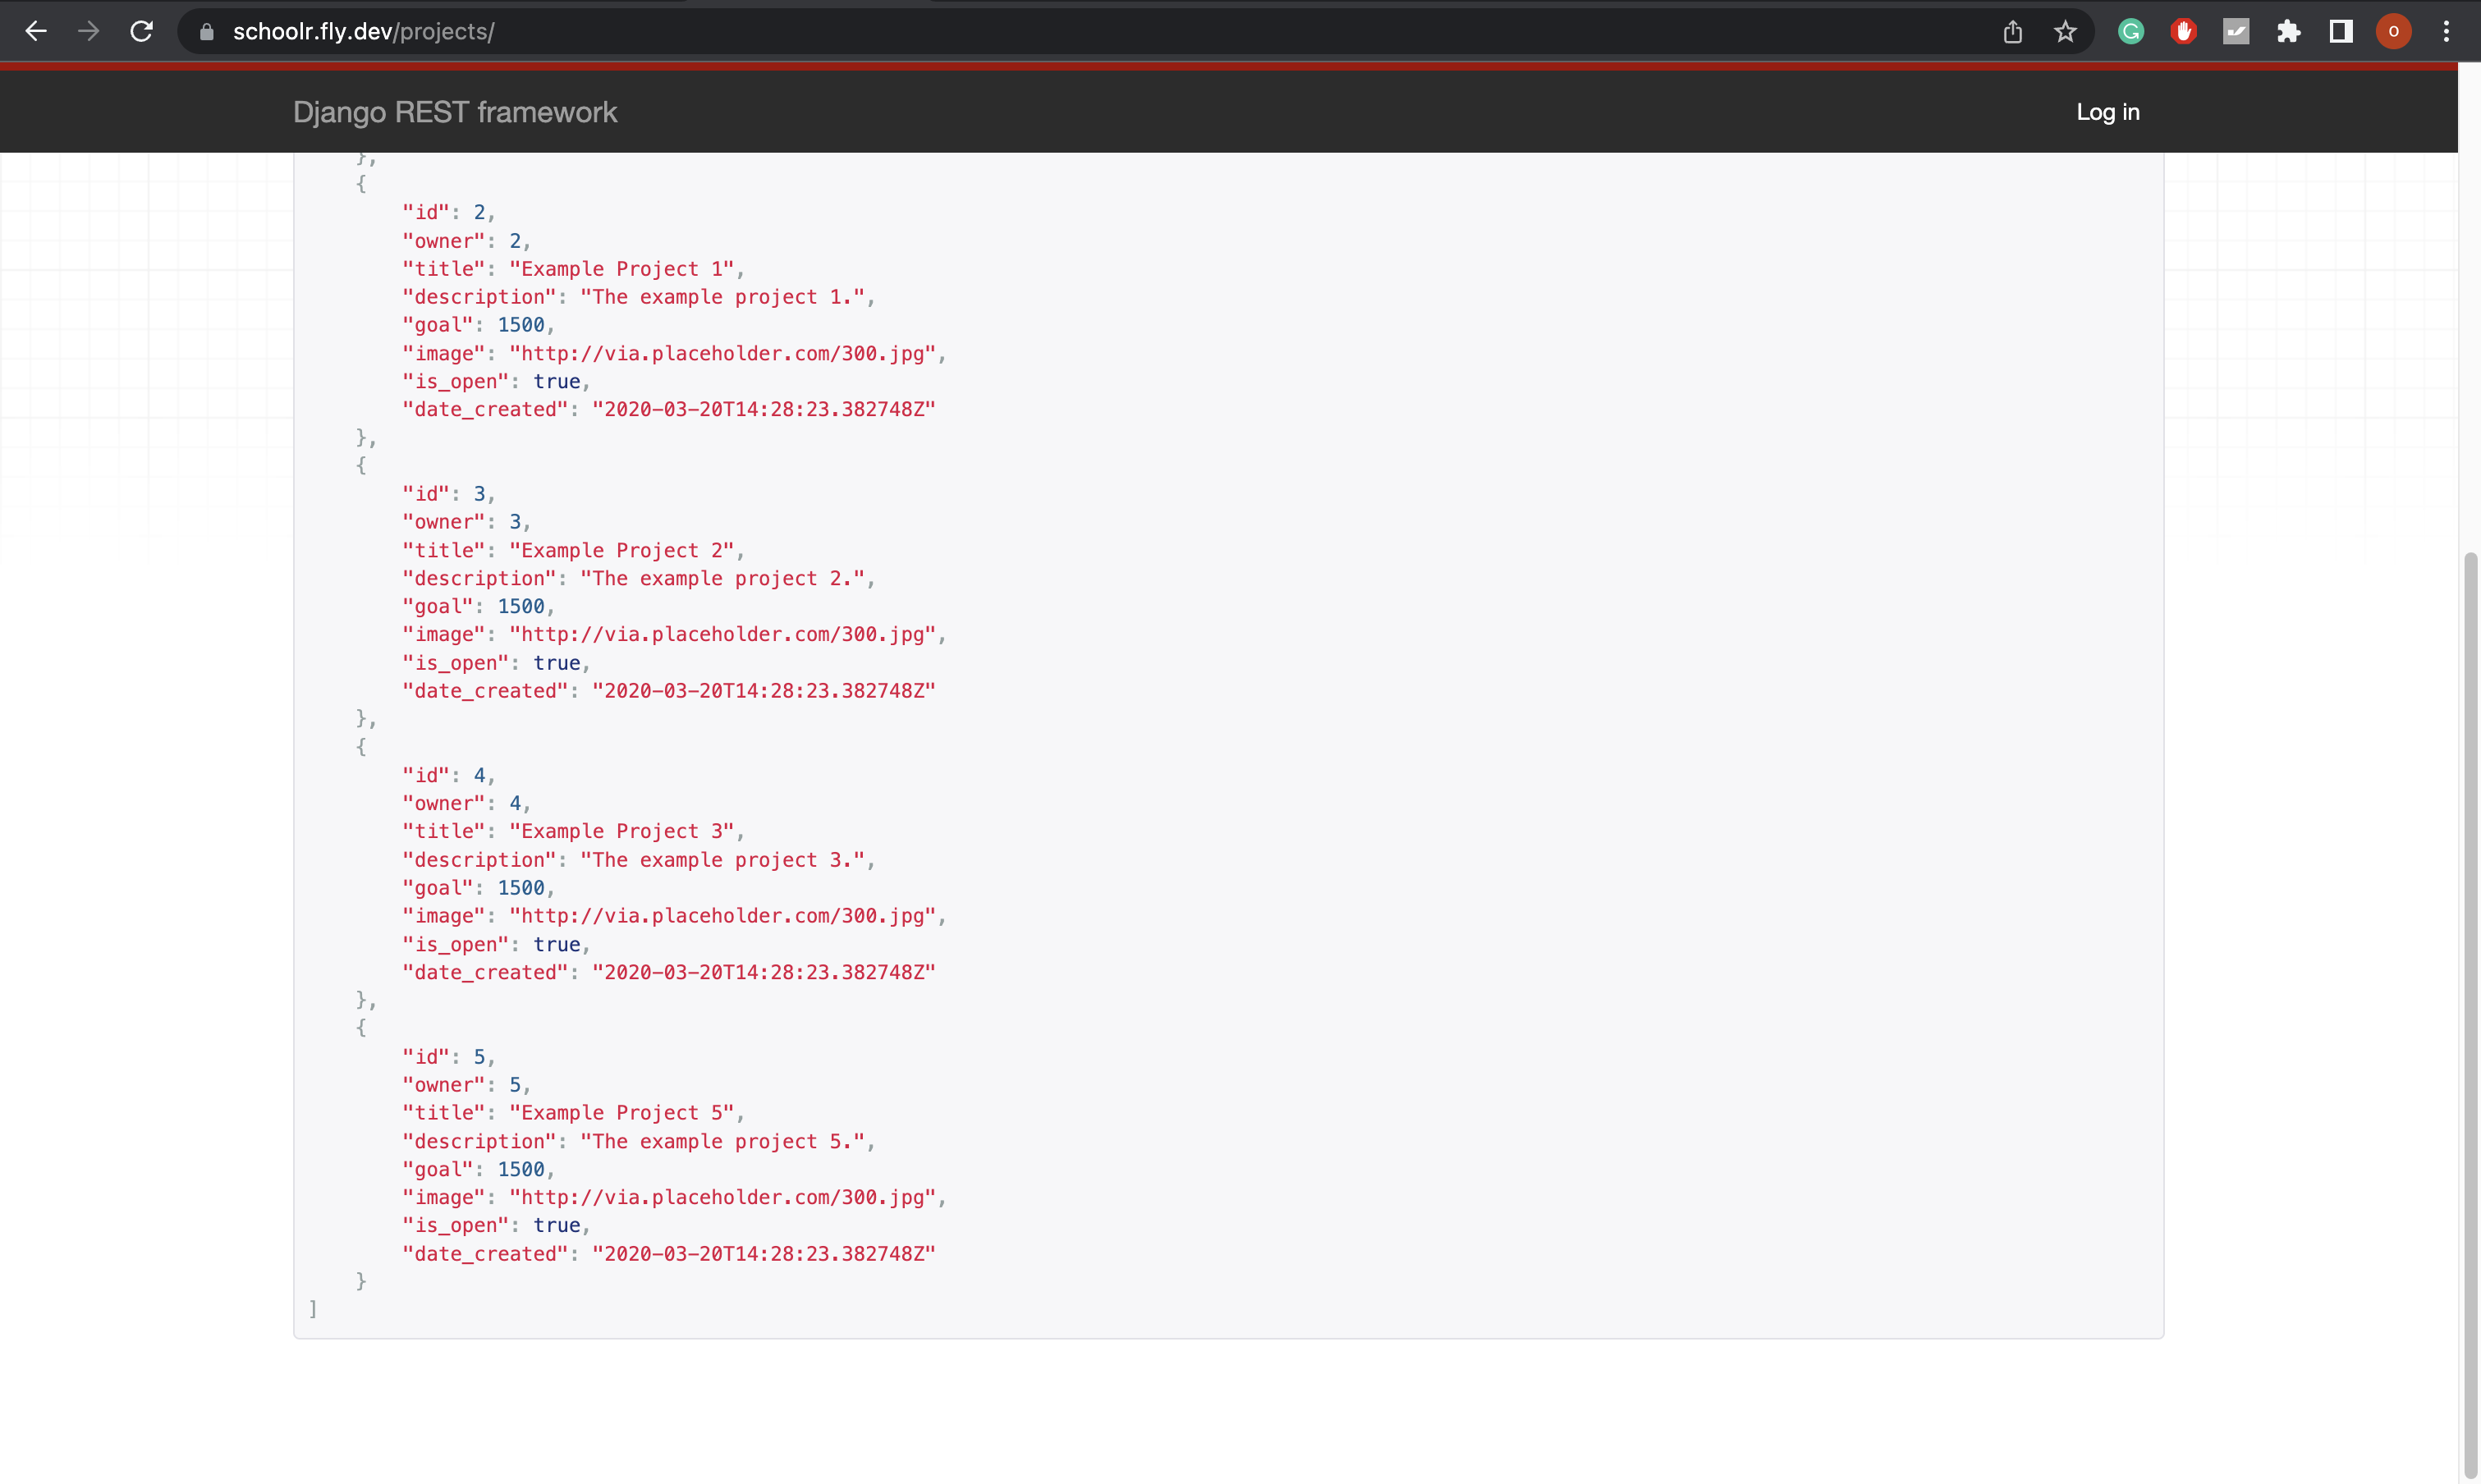 schoolr.fly.dev/projects/
O
Django REST framework
Log in
},
{
"id": 2,
"owner": 2,
"title": "Example Project 1",
"description": "The example project 1.",
"goal": 1500,
"image": "http://via.placeholder.com/300.jpg",
"is_open": true,
"date_created": "2020-03-20T14:28:23.382748Z"
},
{
"id": 3,
"owner": 3,
"title": "Example Project 2",
"description": "The example project 2.",
"goal": 1500,
"image": "http://via.placeholder.com/300.jpg",
"is_open": true,
"date_created": "2020-03-20T14:28:23.382748Z"
},
{
"id": 4,
"owner": 4,
"title": "Example Project 3",
"description": "The example project 3.",
"goal": 1500,
"image": "http://via.placeholder.com/300.jpg",
"is_open": true,
"date_created": "2020-03-20T14:28:23.382748Z"
},
{
"id": 5,
"owner": 5,
"title": "Example Project 5",
"description": "The example project 5.",
"goal": 1500,
"image": "http://via.placeholder.com/300.jpg",
"is_open": true,
"date_created": "2020-03-20T14:28:23.382748Z"
}
]